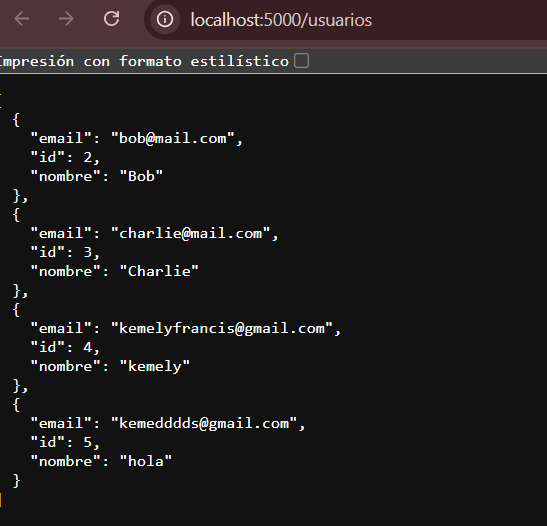 localhost:5000/usuarios
Impresión con formato estilístico
[
{
"email": "bob@mail.com",
"id": 2,
"nombre": "Bob"
},
{
"email": "charlie@mail.com",
"id": 3,
"nombre": "Charlie"
},
{
"email": "kemelyfrancis@gmail.com",
"id": 4,
"nombre": "kemely"
},
{
"email": "kemedddds@gmail.com",
"id": 5,
"nombre": "hola"
}
]